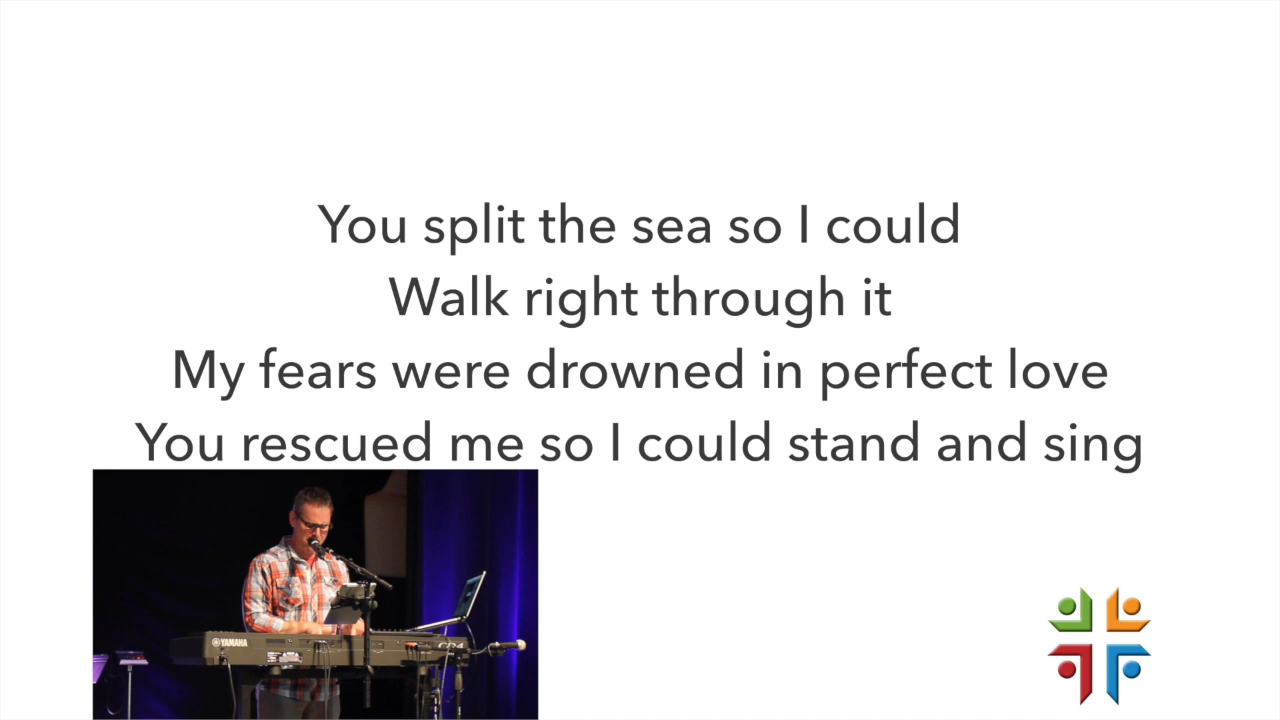 You split the sea so I could
Walk right through it
My fears were drowned in perfect love
You rescued me so I could stand and sing
YAMAHA